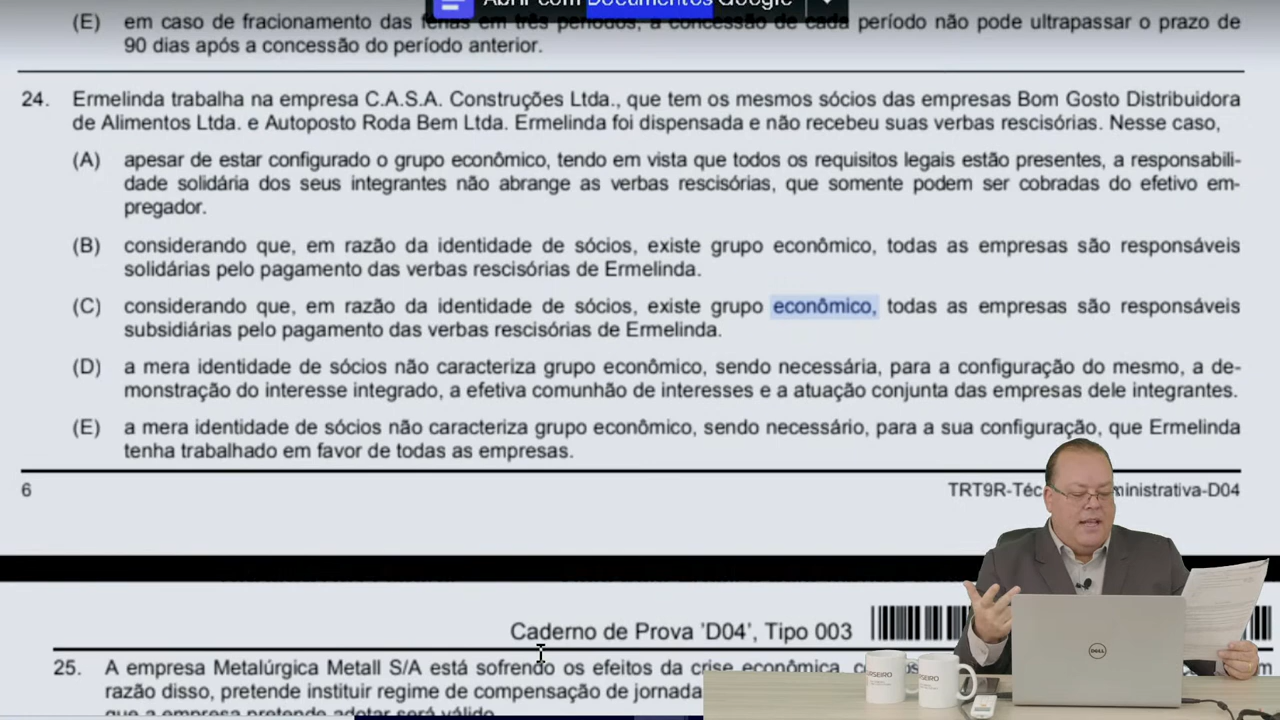 Abrir com Documentos Google
(E) em caso de fracionamento das férias em três períodos, a concessão de cada período não pode ultrapassar o prazo de
90 dias após a concessão do período anterior.
24. Ermelinda trabalha na empresa C.A.S.A. Construções Ltda., que tem os mesmos sócios das empresas Bom Gosto Distribuidora
de Alimentos Ltda. e Autoposto Roda Bem Ltda. Ermelinda foi dispensada e não recebeu suas verbas rescisórias. Nesse caso,
(A) apesar de estar configurado o grupo econômico, tendo em vista que todos os requisitos legais estão presentes, a responsabili-
dade solidária dos seus integrantes não abrange as verbas rescisórias, que somente podem ser cobradas do efetivo em-
pregador.
(B) considerando que, em razão da identidade de sócios, existe grupo econômico, todas as empresas são responsáveis
solidárias pelo pagamento das verbas rescisórias de Ermelinda.
(C) considerando que, em razão da identidade de sócios, existe grupo econômico, todas as empresas são responsáveis
subsidiárias pelo pagamento das verbas rescisórias de Ermelinda.
(D) a mera identidade de sócios não caracteriza grupo econômico, sendo necessária, para a configuração do mesmo, a de-
monstração do interesse integrado, a efetiva comunhão de interesses e a atuação conjunta das empresas dele integrantes.
(E) a mera identidade de sócios não caracteriza grupo econômico, sendo necessário, para a sua configuração, que Ermelinda
tenha trabalhado em favor de todas as empresas.
6 TRT9R-Téc ministrativa-D04
Caderno de Prova 'D04', Tipo 003
25. A empresa Metalúrgica Metall S/A está sofrendo os efeitos da crise econômica,
razão disso, pretende instituir regime de compensação de jornada
que a empresa pretende adotar será válido
DELL